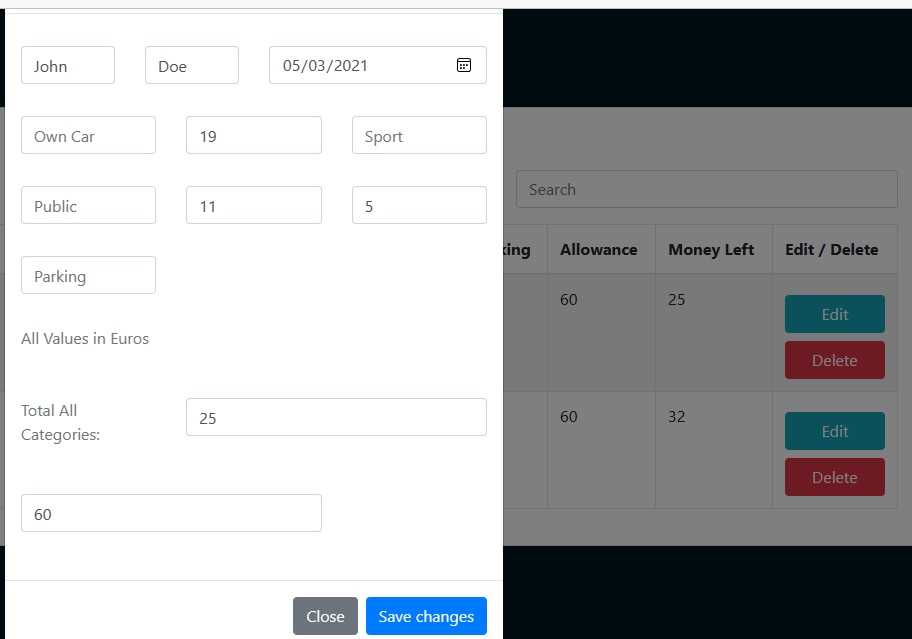 John Doe 05/03/2021
Own Car 19 Sport
Public 11 5
Parking
All Values in Euros
Total All
Categories:
25
60
Close Save changes
Search
king Allowance Money Left Edit / Delete
60 25 Edit
Delete
60 32 Edit
Delete